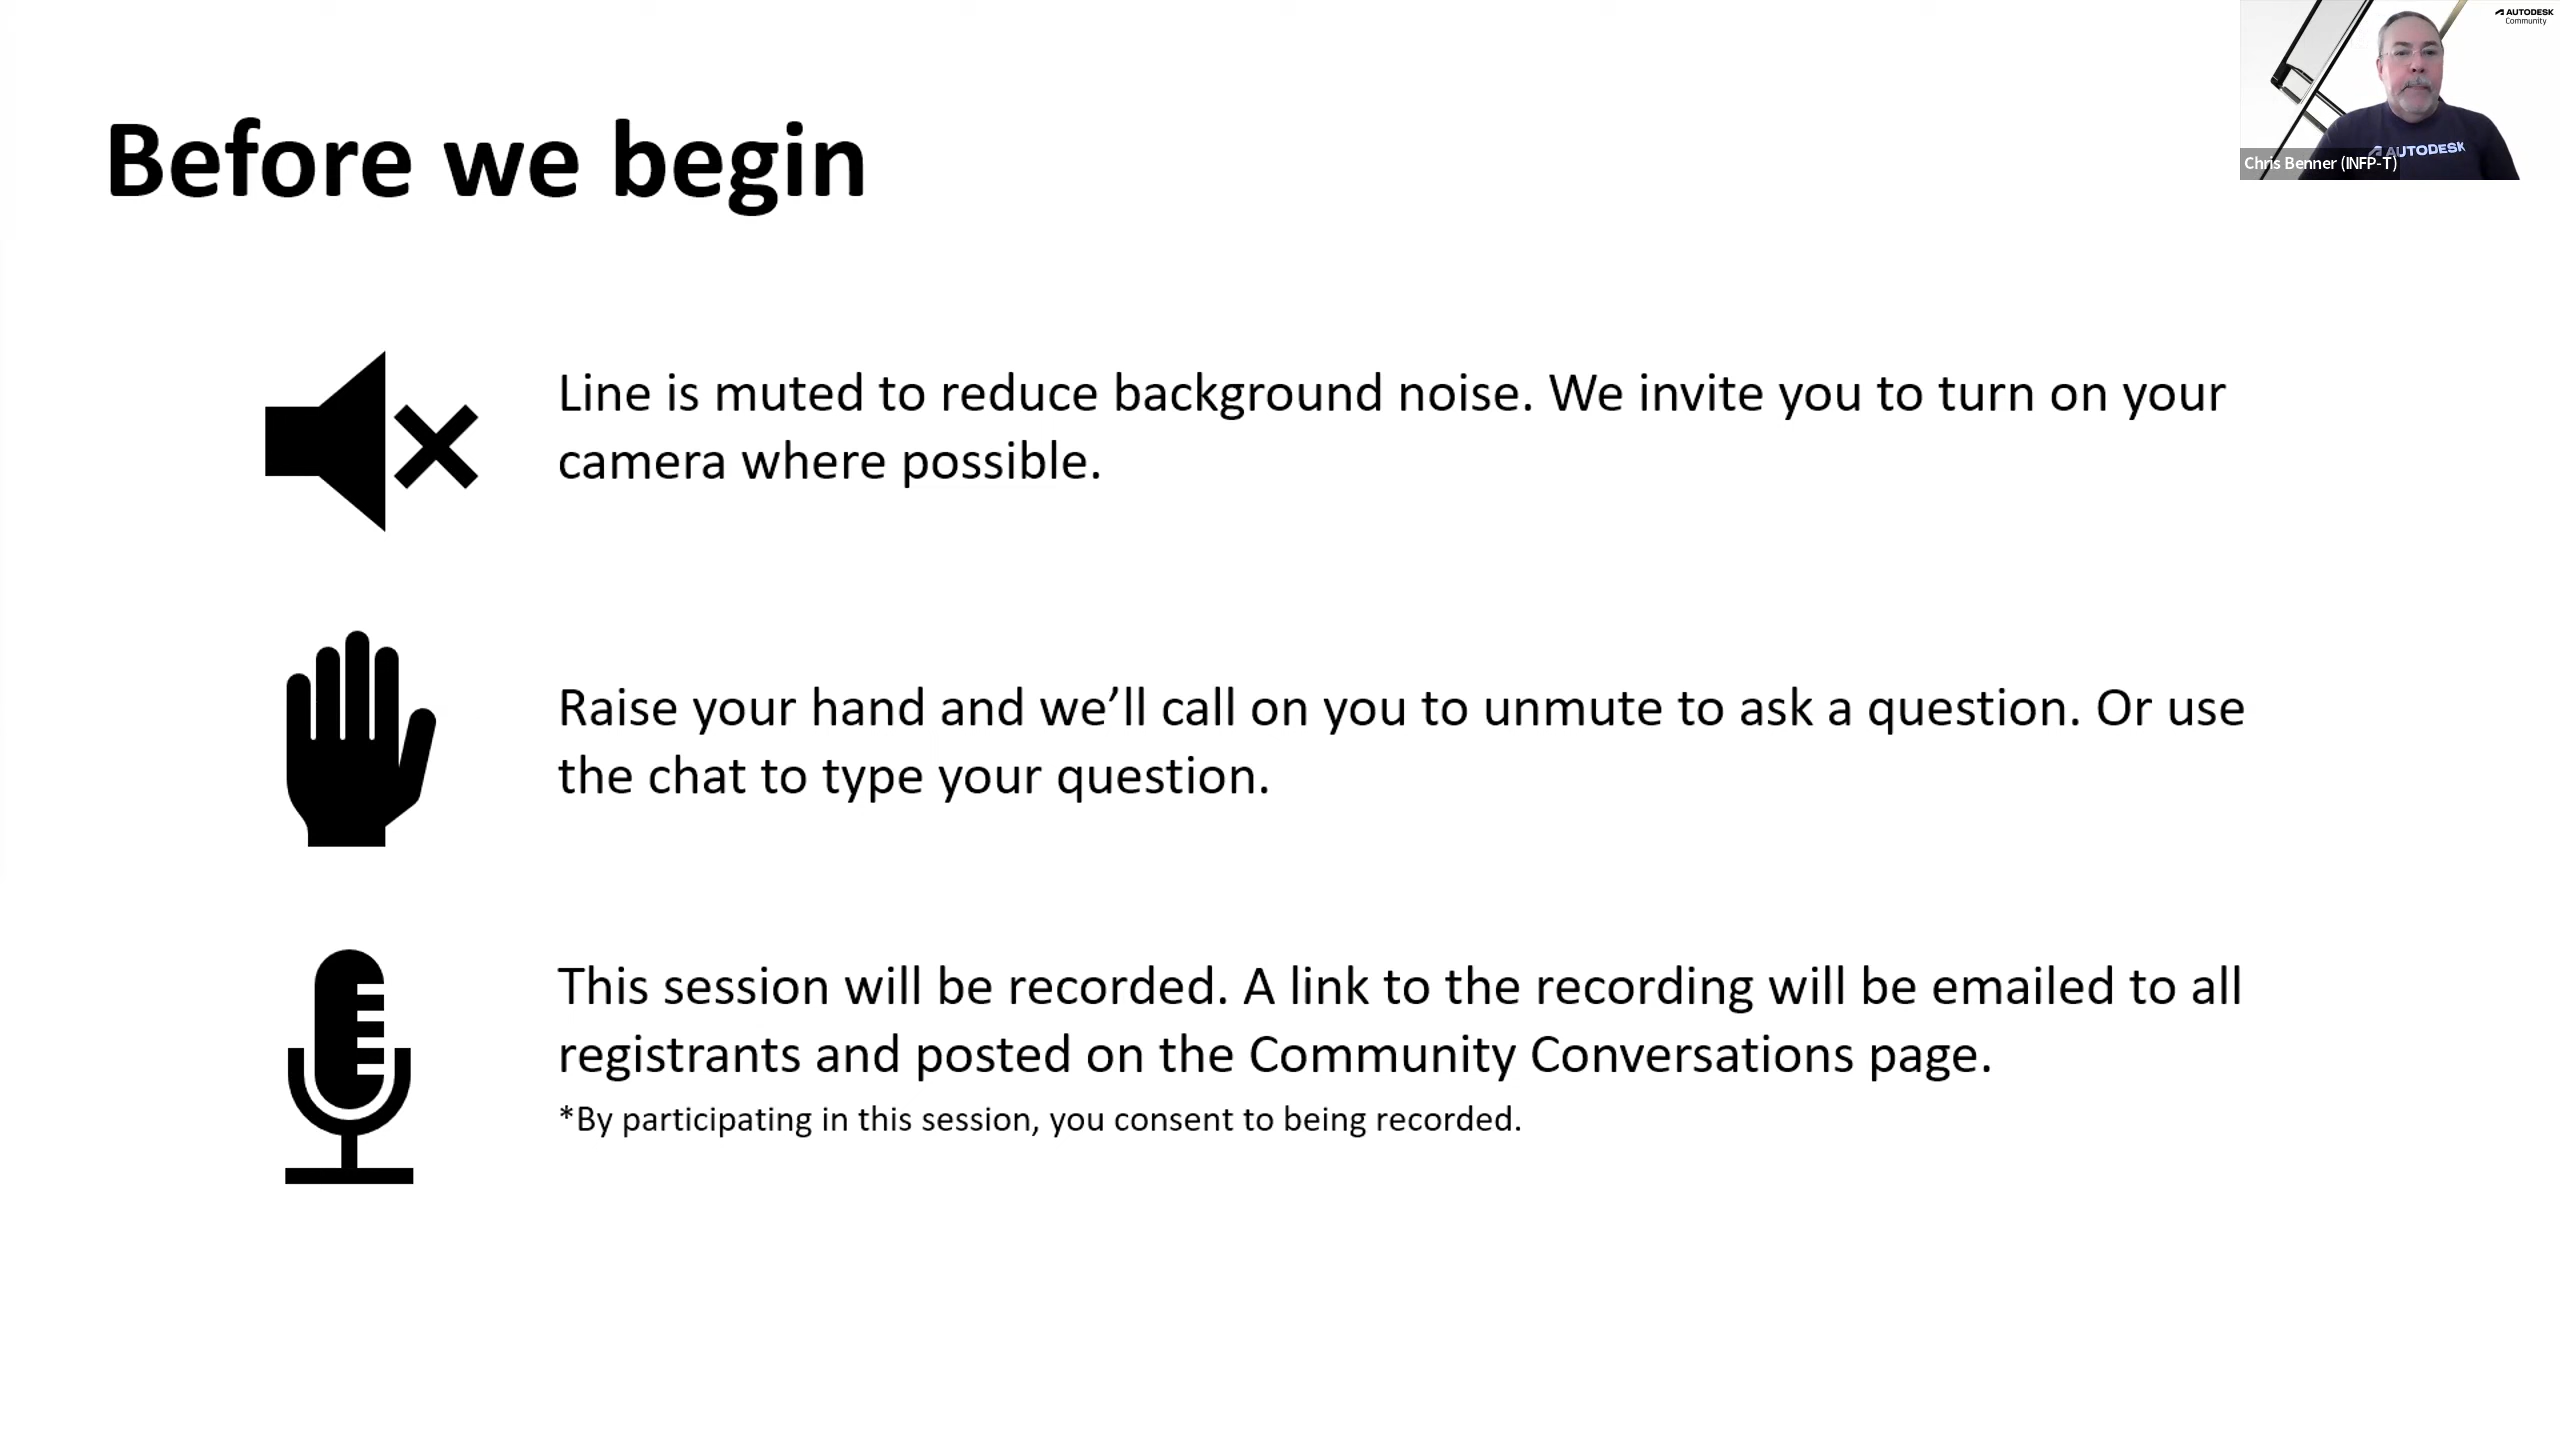 AUTODESK
Community
Before we begin
AUTODESK
Chris Benner (INFP-T)
Line is muted to reduce background noise. We invite you to turn on your
camera where possible.
Raise your hand and we’ll call on you to unmute to ask a question. Or use
the chat to type your question.
This session will be recorded. A link to the recording will be emailed to all
registrants and posted on the Community Conversations page.
*By participating in this session, you consent to being recorded.